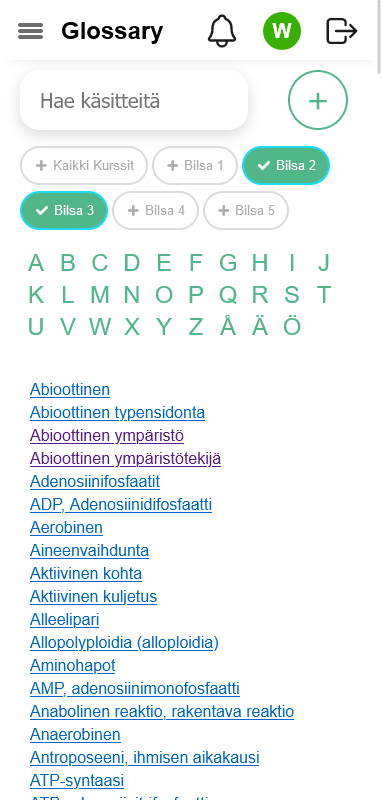 Glossary W
Hae käsitteitä +
Kaikki Kurssit Bilsa 1 Bilsa 2
Bilsa 3 Bilsa 4 Bilsa 5
A B C D E F G H I J
K L M N O P Q R S T
U V W X Y Z Å Ä Ö
Abioottinen
Abioottinen typensidonta
Abioottinen ympäristö
Abioottinen ympäristötekijä
Adenosiinifosfaatit
ADP, Adenosiinidifosfaatti
Aerobinen
Aineenvaihdunta
Aktiivinen kohta
Aktiivinen kuljetus
Alleelipari
Allopolyploidia (alloploidia)
Aminohapot
AMP, adenosiinimonofosfaatti
Anabolinen reaktio, rakentava reaktio
Anaerobinen
Antroposeeni, ihmisen aikakausi
ATP-syntaasi